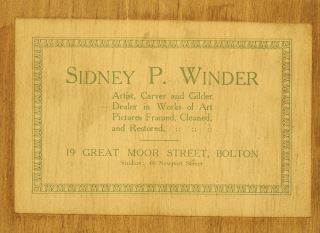 SIDNEY P. WINDER
Artist, Carver and Gilder
Dealer in Works of Art
Pictures Framed, Cleaned,
and Restored. :: :: ::
19 GREAT MOOR STREET, BOLTON
Studios: 40 Newport Street